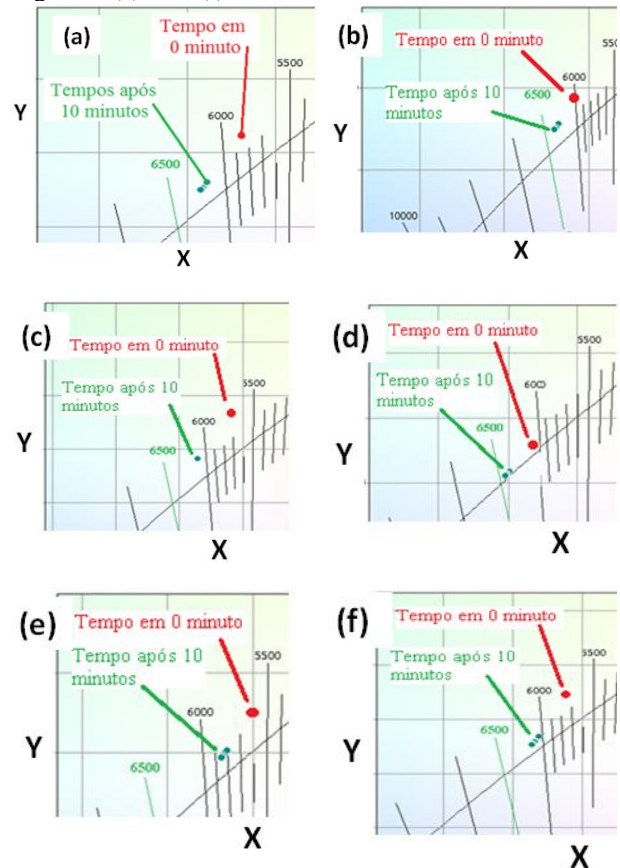 (a)
Tempo em
0 minuto
Tempos após
10 minutos
5500
6000
6500
Y
X
(b)
Tempo em 0 minuto
Tempo após 10
minutos
6000
6500
10000
Y
X
(c)
Tempo em 0 minuto
Tempo após 10
minutos
5500
6000
6500
Y
X
(d)
Tempo em 0 minuto
Tempo após 10
minutos
5500
600
6500
Y
X
(e)
Tempo em 0 minuto
Tempo após 10
minutos
5500
6000
6500
Y
X
(f)
Tempo em 0 minuto
Tempo após 10
minutos
5500
6000
6500
Y
X